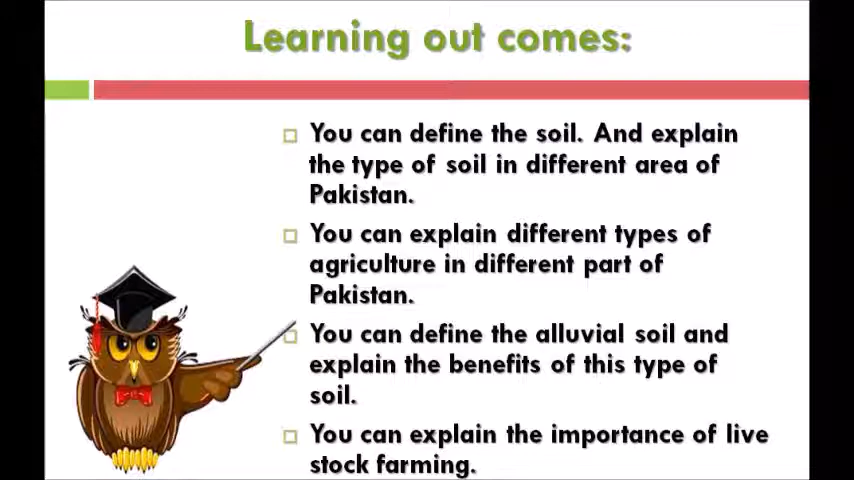 Learning out comes:
You can define the soil. And explain
the type of soil in different area of
Pakistan.
You can explain different types of
agriculture in different part of
Pakistan.
You can define the alluvial soil and
explain the benefits of this type of
soil.
You can explain the importance of live
stock farming.